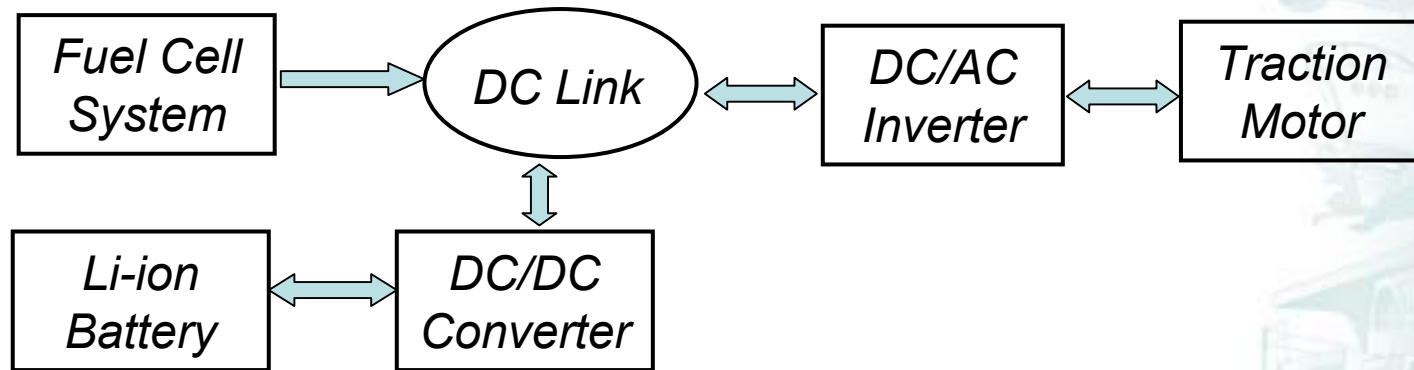 Fuel Cell
System
DC Link
DC/AC
Inverter
Traction
Motor
Li-ion
Battery
DC/DC
Converter